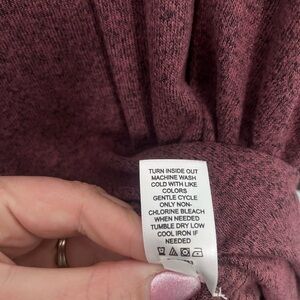 TURN INSIDE OUT
MACHINE WASH
COLD WITH LIKE
COLORS
GENTLE CYCLE
ONLY NON-
CHLORINE BLEACH
WHEN NEEDED
TUMBLE DRY LOW
COOL IRON IF
NEEDED